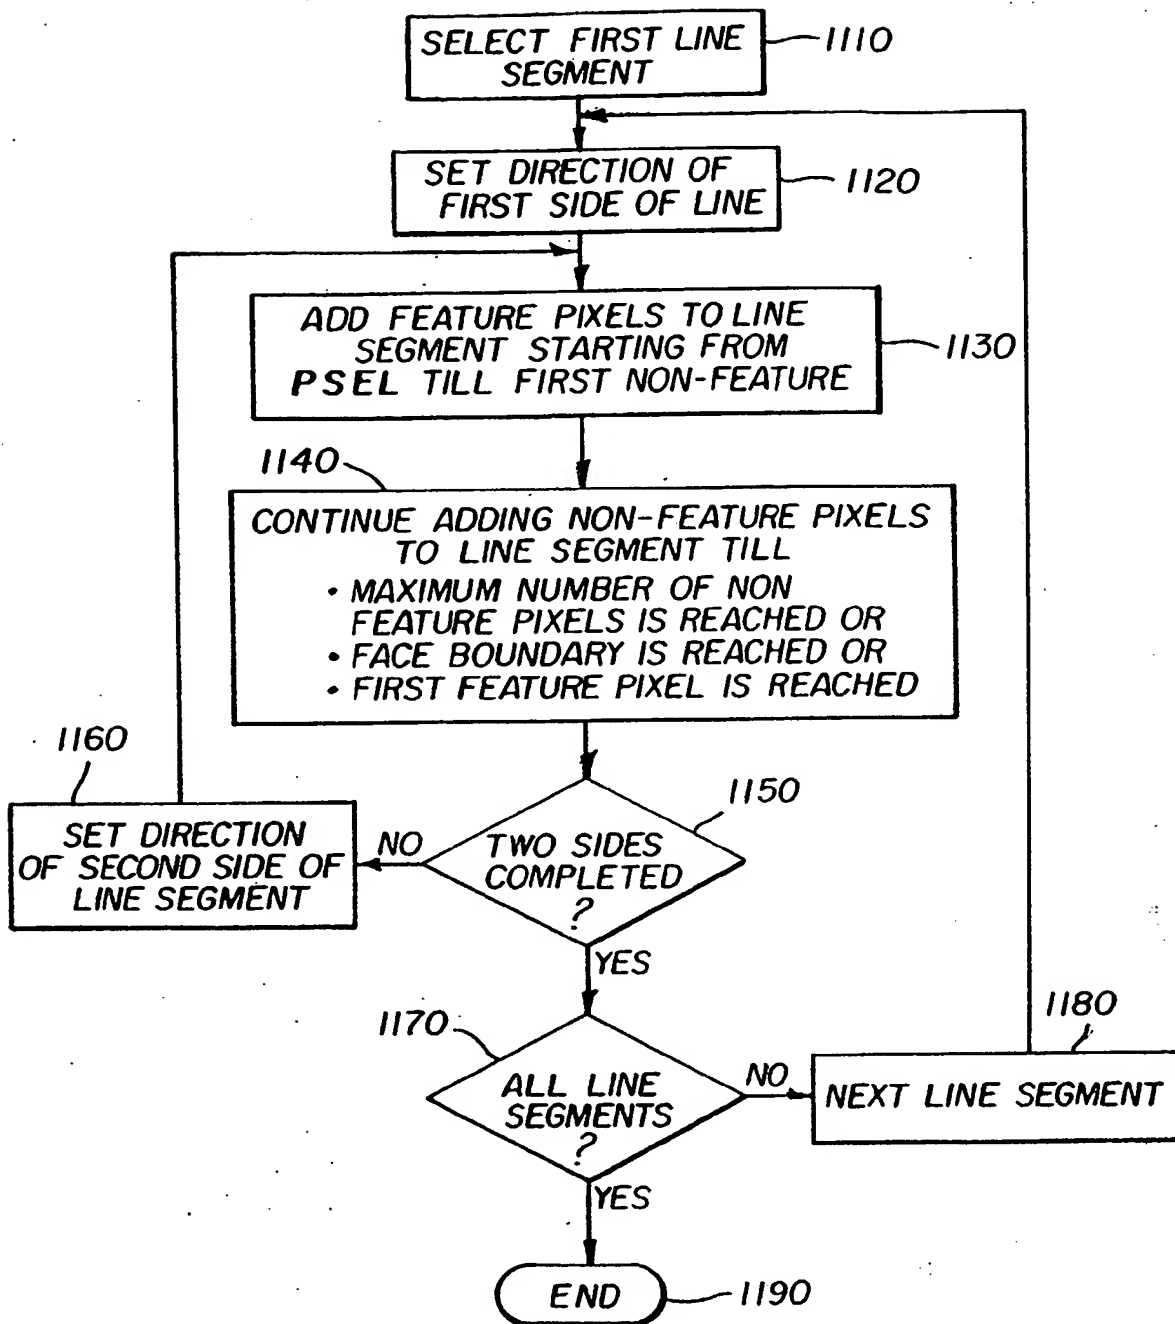 SELECT FIRST LINE
SEGMENT
1110
SET DIRECTION OF
FIRST SIDE OF LINE
1120
ADD FEATURE PIXELS TO LINE
SEGMENT STARTING FROM
PSEL TILL FIRST NON-FEATURE
1130
1140
CONTINUE ADDING NON-FEATURE PIXELS
TO LINE SEGMENT TILL
• MAXIMUM NUMBER OF NON
FEATURE PIXELS IS REACHED OR
• FACE BOUNDARY IS REACHED OR
• FIRST FEATURE PIXEL IS REACHED
1160
SET DIRECTION
OF SECOND SIDE OF
LINE SEGMENT
NO
1150
TWO SIDES
COMPLETED
?
YES
1170
ALL LINE
SEGMENTS
?
NO
1180
NEXT LINE SEGMENT
YES
END
1190